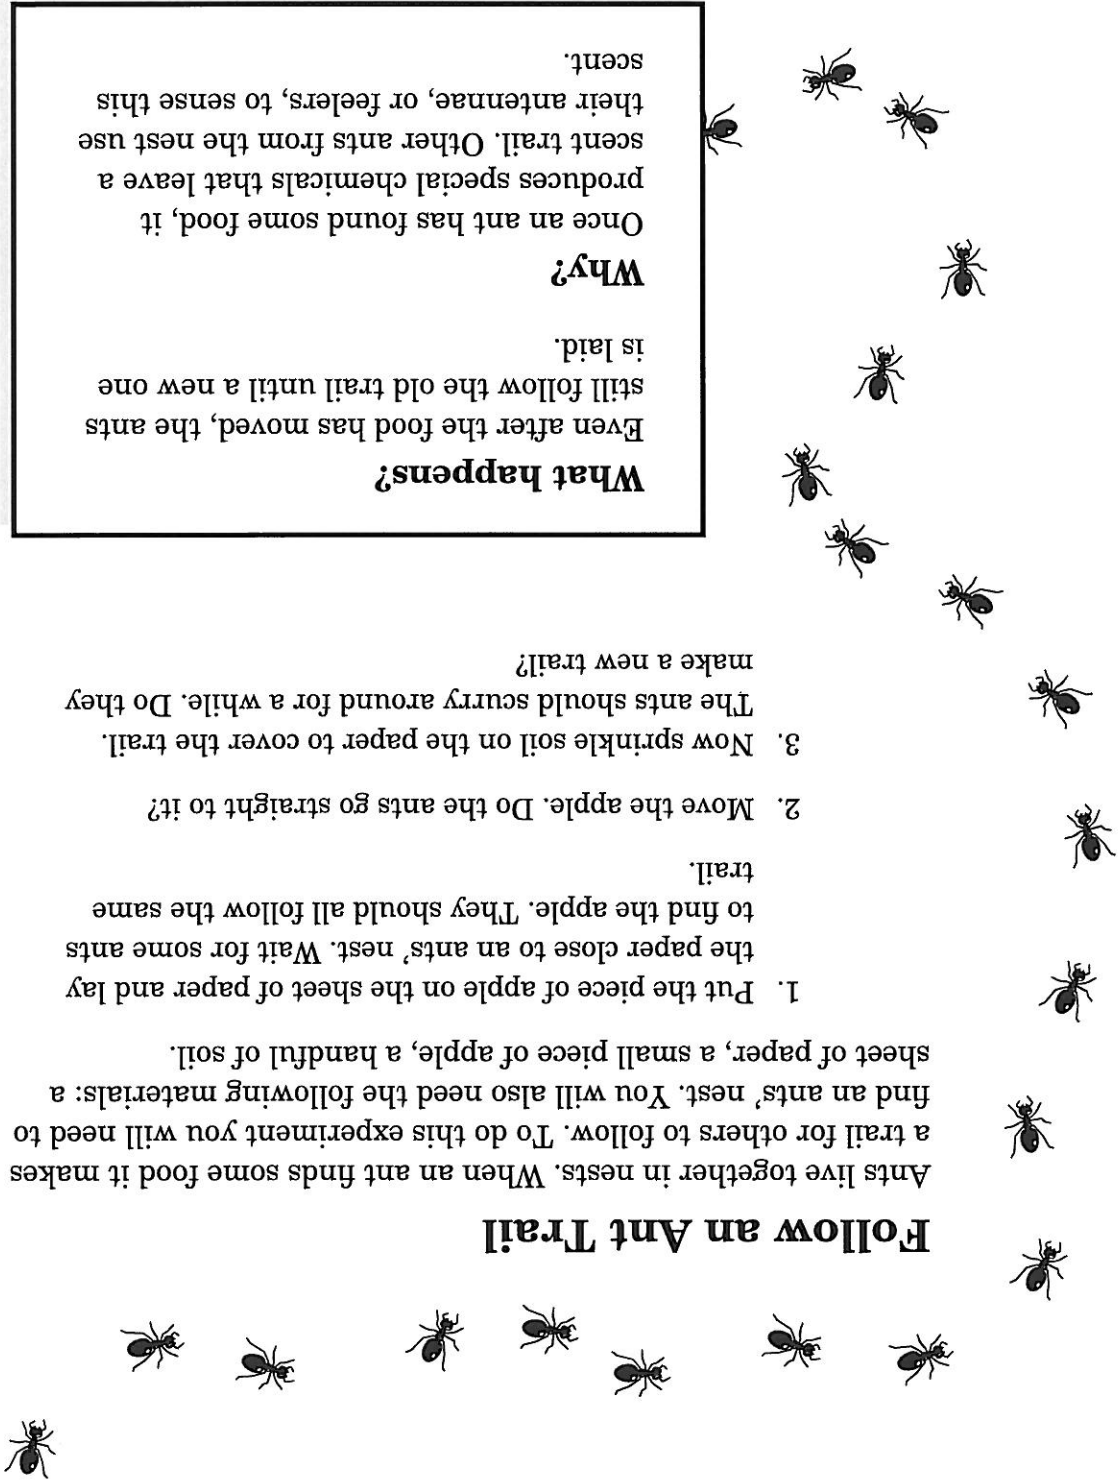 Follow an Ant Trail
Ants live together in nests. When an ant finds some food it makes
a trail for others to follow. To do this experiment you will need to
find an ants' nest. You will also need the following materials: a
sheet of paper, a small piece of apple, a handful of soil.
1. Put the piece of apple on the sheet of paper and lay
the paper close to an ants' nest. Wait for some ants
to find the apple. They should all follow the same
trail.
2. Move the apple. Do the ants go straight to it?
3. Now sprinkle soil on the paper to cover the trail.
The ants should scurry around for a while. Do they
make a new trail?
What happens?
Even after the food has moved, the ants
still follow the old trail until a new one
is laid.
Why?
Once an ant has found some food, it
produces special chemicals that leave a
scent trail. Other ants from the nest use
their antennae, or feelers, to sense this
scent.